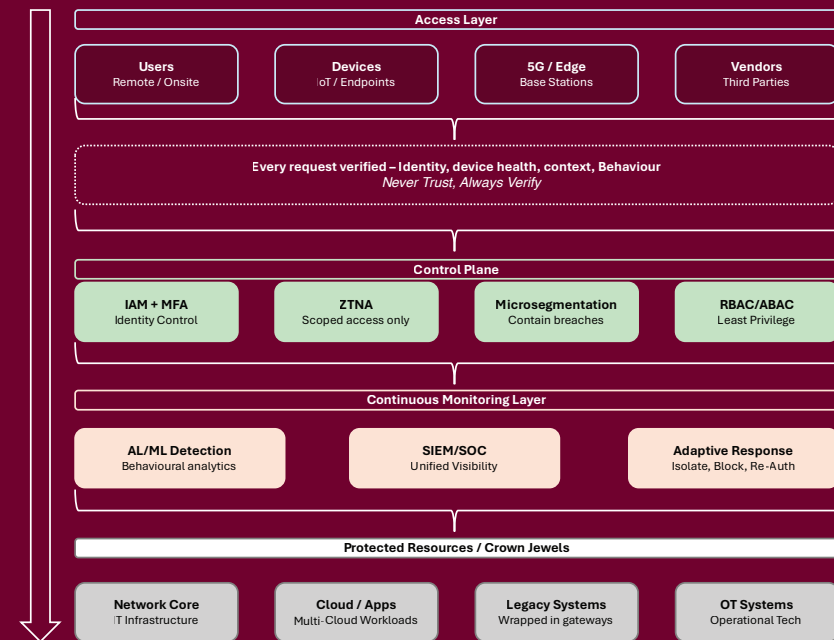 Access Layer
Users
Remote / Onsite
Devices
IoT / Endpoints
5G / Edge
Base Stations
Vendors
Third Parties
Every request verified – Identity, device health, context, Behaviour
Never Trust, Always Verify
Control Plane
IAM + MFA
Identity Control
ZTNA
Scoped access only
Microsegmentation
Contain breaches
RBAC/ABAC
Least Privilege
Continuous Monitoring Layer
AL/ML Detection
Behavioural analytics
SIEM/SOC
Unified Visibility
Adaptive Response
Isolate, Block, Re-Auth
Protected Resources / Crown Jewels
Network Core
IT Infrastructure
Cloud / Apps
Multi-Cloud Workloads
Legacy Systems
Wrapped in gateways
OT Systems
Operational Tech